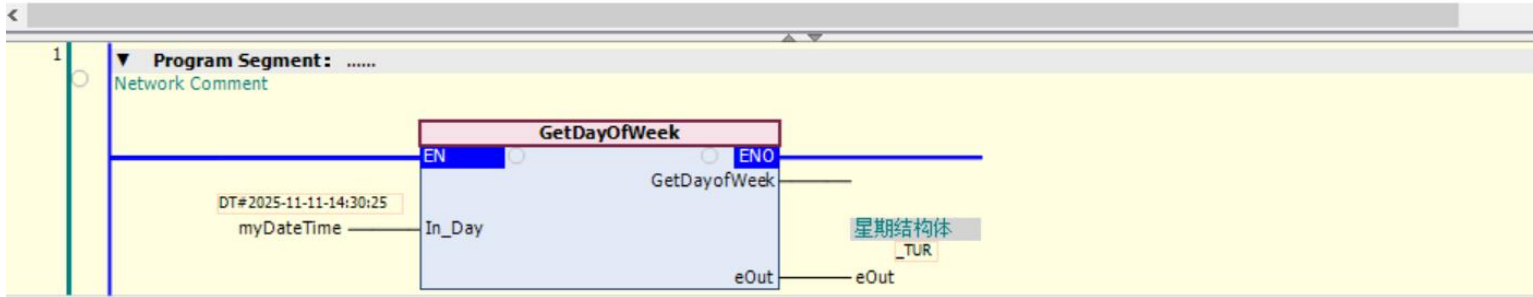 1
Program Segment: ......
Network Comment
GetDayOfWeek
EN
ENO
GetDayofWeek
DT#2025-11-11-14:30:25
myDateTime
In_Day
星期结构体
_TUR
eOut
eOut